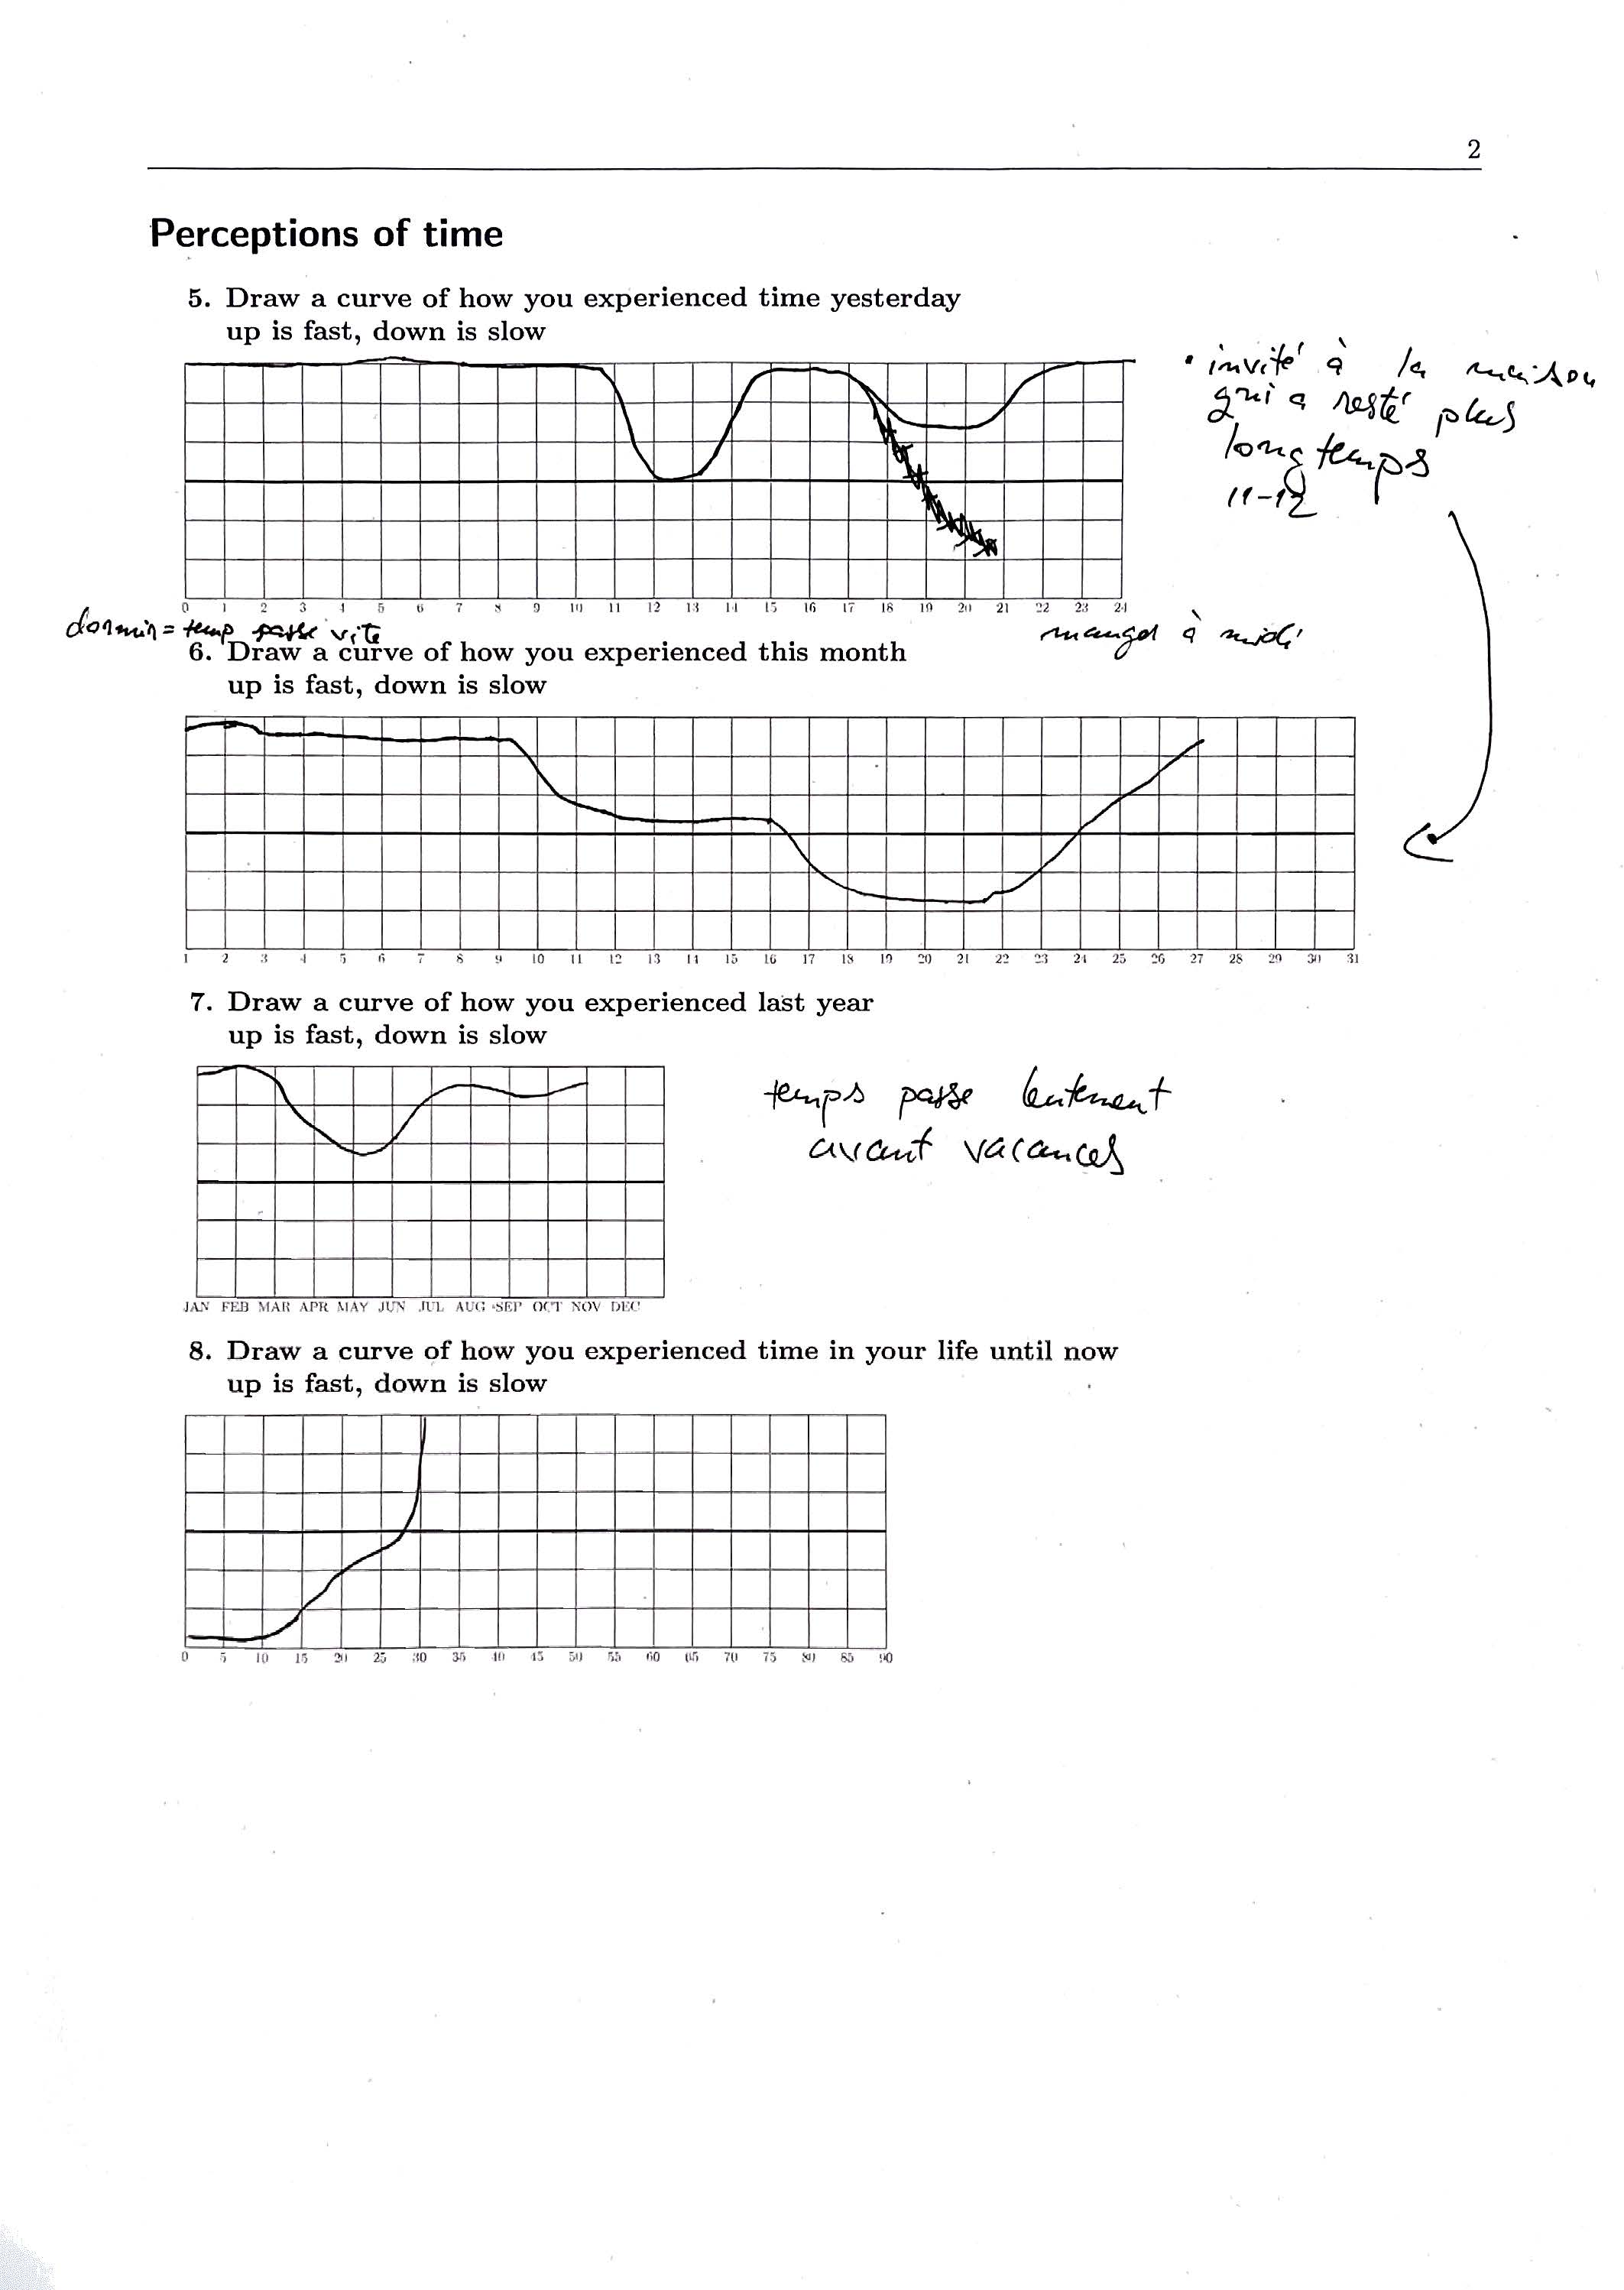 2
Perceptions of time
5. Draw a curve of how you experienced time yesterday
up is fast, down is slow
• invité à la maison
qui a resté plus
longtemps
11-12
0 1 2 3 4 5 6 7 8 9 10 11 12 13 14 15 16 17 18 19 20 21 22 23 24
dormir = temp passe vite
manger à midi
6. Draw a curve of how you experienced this month
up is fast, down is slow
1 2 3 4 5 6 7 8 9 10 11 12 13 14 15 16 17 18 19 20 21 22 23 24 25 26 27 28 29 30 31
7. Draw a curve of how you experienced last year
up is fast, down is slow
temps passe lentement
avant vacances
JAN FEB MAR APR MAY JUN JUL AUG SEP OCT NOV DEC
8. Draw a curve of how you experienced time in your life until now
up is fast, down is slow
0 5 10 15 20 25 30 35 40 45 50 55 60 65 70 75 80 85 90